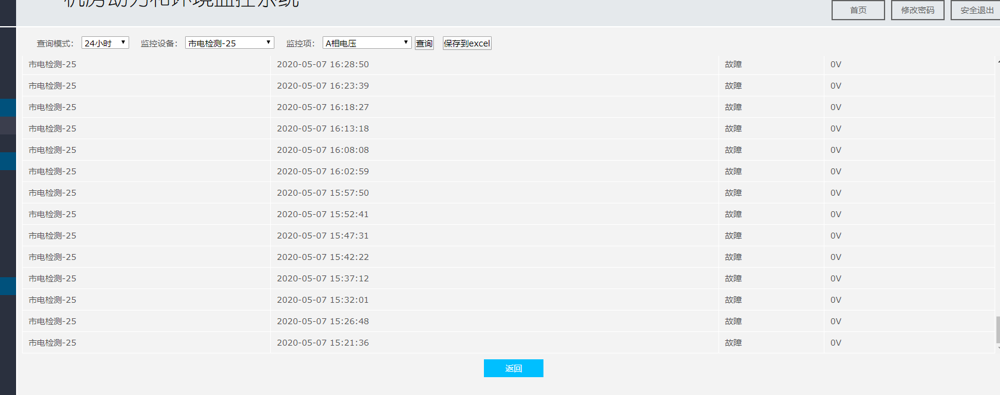 机房动力和环境监控系统
首页 修改密码 安全退出
查询模式: 24小时 监控设备: 市电检测-25 监控项: A相电压 查询 保存到excel
市电检测-25 2020-05-07 16:28:50 故障 0V
市电检测-25 2020-05-07 16:23:39 故障 0V
市电检测-25 2020-05-07 16:18:27 故障 0V
市电检测-25 2020-05-07 16:13:18 故障 0V
市电检测-25 2020-05-07 16:08:08 故障 0V
市电检测-25 2020-05-07 16:02:59 故障 0V
市电检测-25 2020-05-07 15:57:50 故障 0V
市电检测-25 2020-05-07 15:52:41 故障 0V
市电检测-25 2020-05-07 15:47:31 故障 0V
市电检测-25 2020-05-07 15:42:22 故障 0V
市电检测-25 2020-05-07 15:37:12 故障 0V
市电检测-25 2020-05-07 15:32:01 故障 0V
市电检测-25 2020-05-07 15:26:48 故障 0V
市电检测-25 2020-05-07 15:21:36 故障 0V
返回